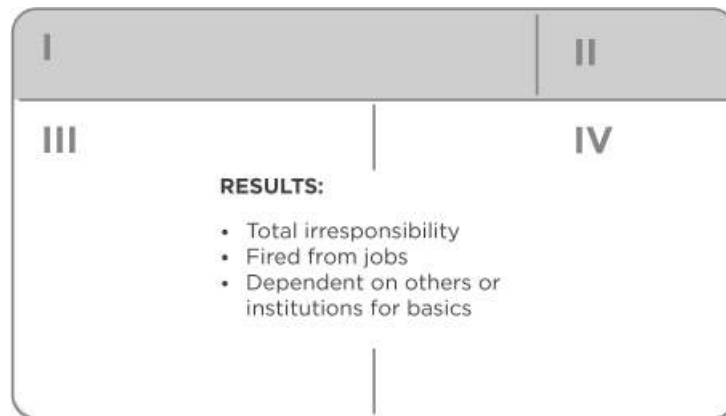 I
II
III
IV
RESULTS:
• Total irresponsibility
• Fired from jobs
• Dependent on others or
institutions for basics